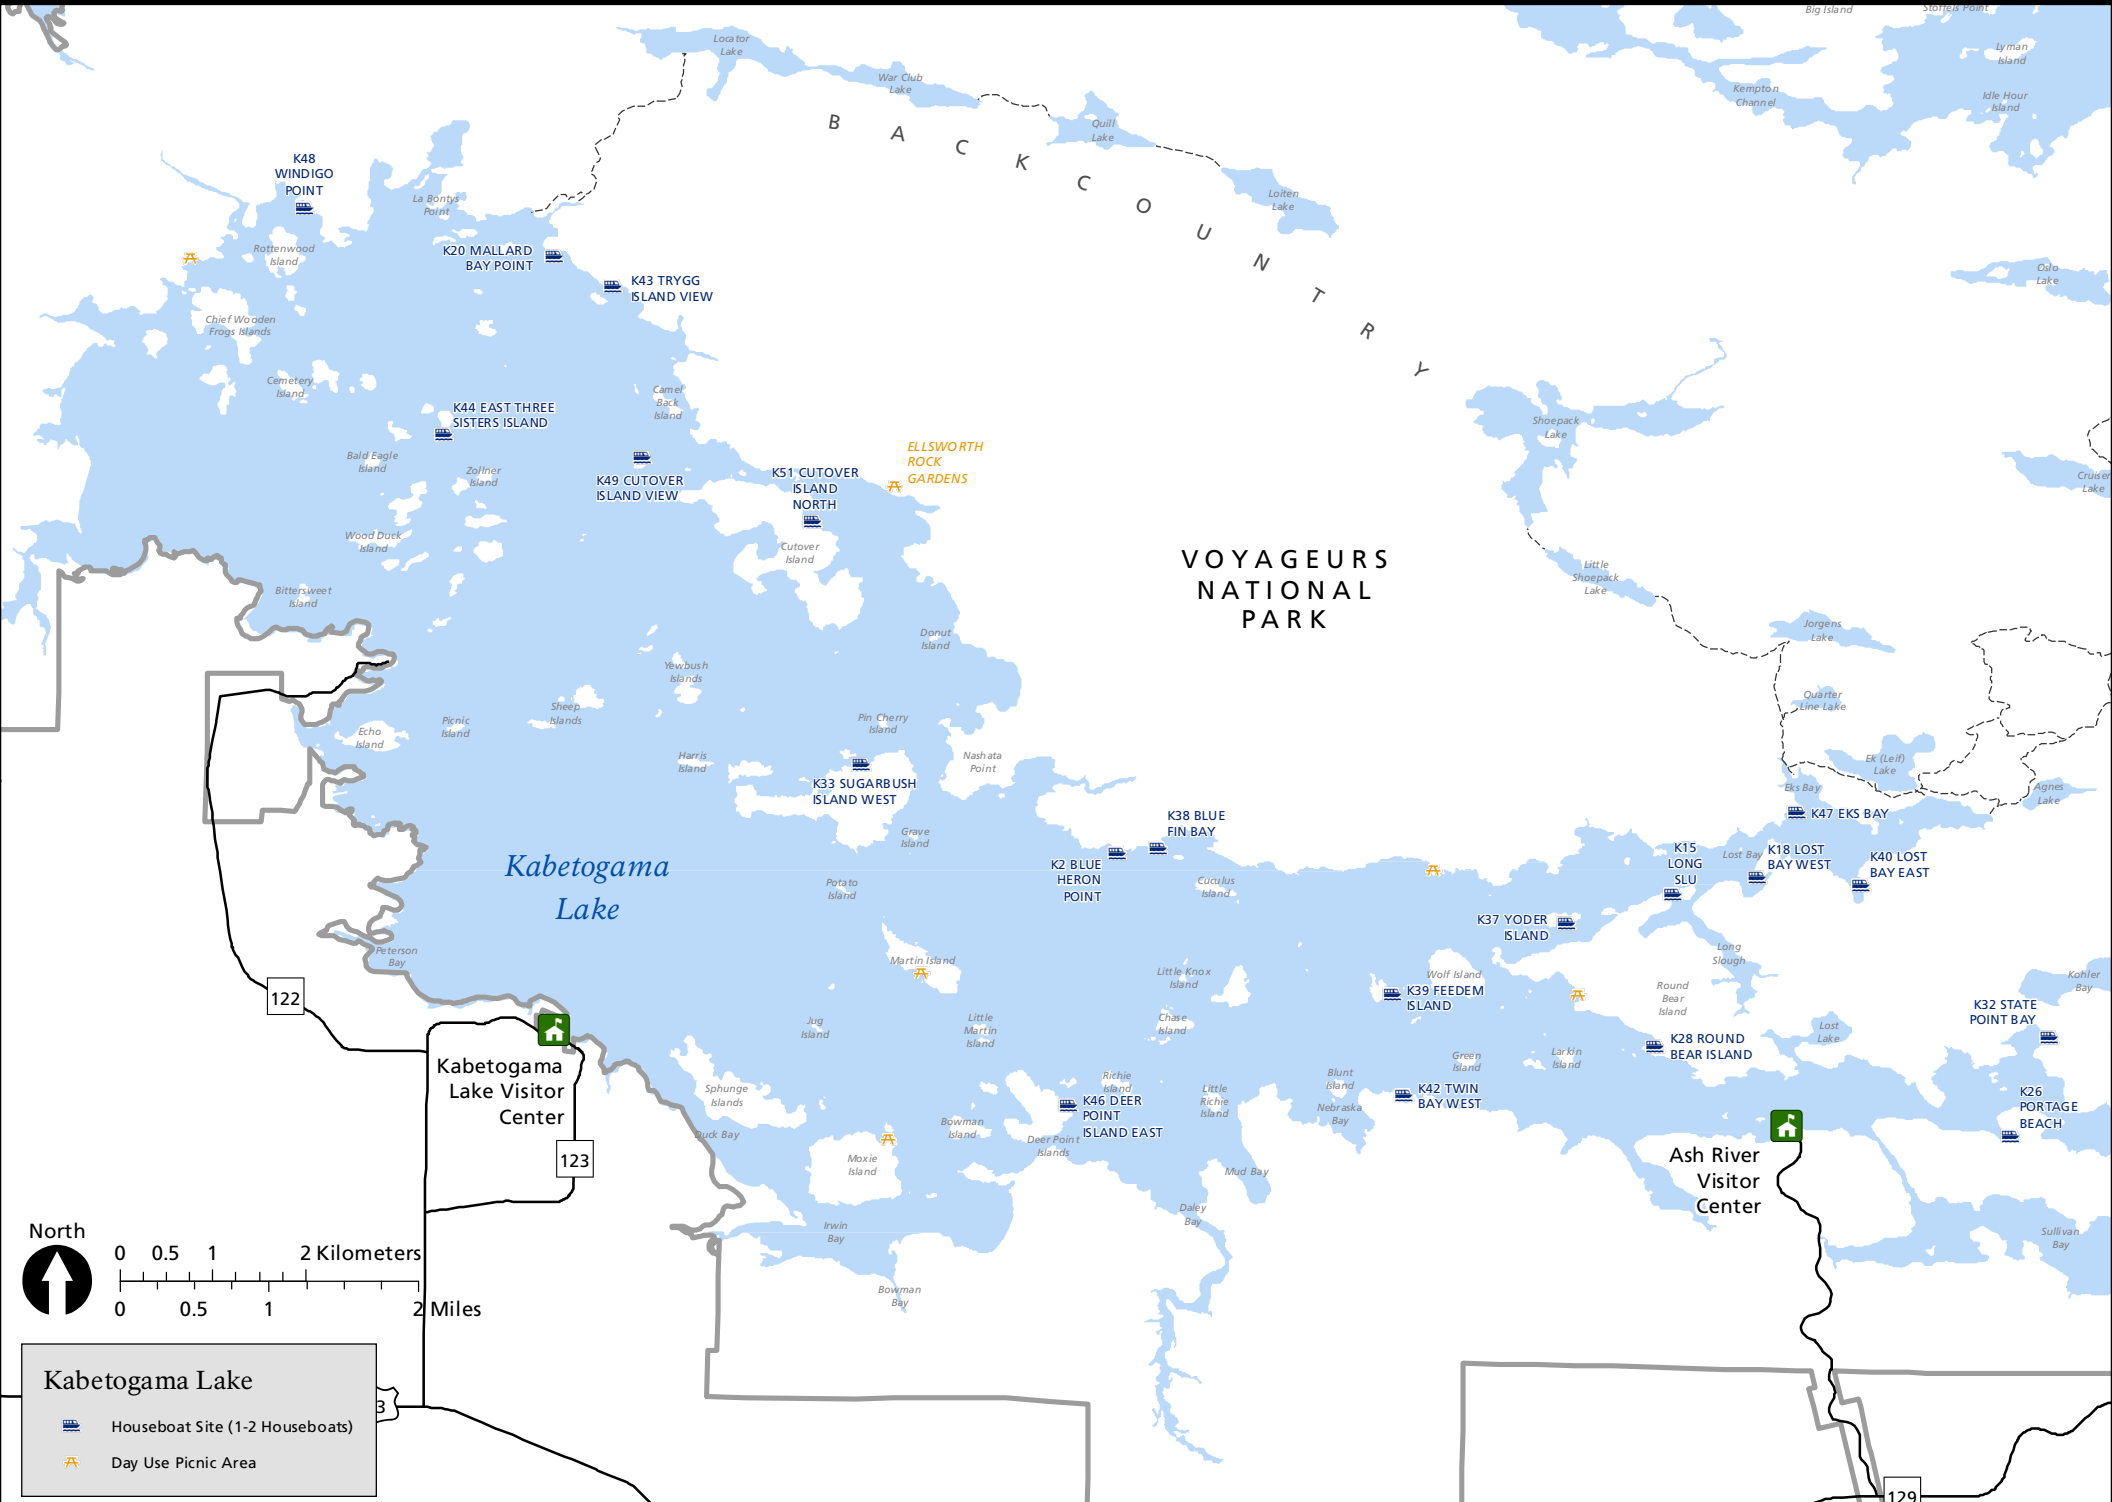 Big Island
Stoffels Point
Locator
Lake
Lyman
Island
War Club
Lake
Kempton
Channel
Idle Hour
Island
Quill
Lake
BACKCOUNTRY
K48
WINDIGO
POINT
La Bontys
Point
Loiten
Lake
Rottenwood
Island
K20 MALLARD
BAY POINT
K43 TRYGG
ISLAND VIEW
Oslo
Lake
Chief Wooden
Frogs Islands
Cemetery
Island
Camel
Back
Island
K44 EAST THREE
SISTERS ISLAND
Shoepack
Lake
Bald Eagle
Island
Zollner
Island
K49 CUTOVER
ISLAND VIEW
K51 CUTOVER
ISLAND
NORTH
ELLSWORTH
ROCK
GARDENS
Cruiser
Lake
Wood Duck
Island
Cutover
Island
VOYAGEURS
NATIONAL
PARK
Little
Shoepack
Lake
Bittersweet
Island
Donut
Island
Jorgens
Lake
Yewbush
Islands
Quarter
Line Lake
Sheep
Islands
Picnic
Island
Echo
Island
Pin Cherry
Island
Harris
Island
Nashata
Point
Ek (Leif)
Lake
Eks Bay
Agnes
Lake
K33 SUGARBUSH
ISLAND WEST
K47 EKS BAY
K38 BLUE
FIN BAY
Grave
Island
Kabetogama
Lake
K2 BLUE
HERON
POINT
Potato
Island
Cuculus
Island
K15
LONG
SLU
Lost Bay
K18 LOST
BAY WEST
K40 LOST
BAY EAST
K37 YODER
ISLAND
Peterson
Bay
Martin Island
Little Knox
Island
Wolf Island
K39 FEEDEM
ISLAND
Long
Slough
Round
Bear
Island
Kohler
Bay
122
Jug
Island
Little
Martin
Island
Chase
Island
K32 STATE
POINT BAY
Lost
Lake
K28 ROUND
BEAR ISLAND
Kabetogama
Lake Visitor
Center
Green
Island
Larkin
Island
Sphunge
Islands
Richie
Island
Little
Richie
Island
Blunt
Island
Nebraska
Bay
K42 TWIN
BAY WEST
K26
PORTAGE
BEACH
K46 DEER
POINT
ISLAND EAST
Bowman
Island
Duck Bay
Deer Point
Islands
Moxie
Island
123
Mud Bay
Ash River
Visitor
Center
Daley
Bay
Irwin
Bay
Sullivan
Bay
Bowman
Bay
North
0 0.5 1 2 Kilometers
0 0.5 1 2 Miles
Kabetogama Lake
Houseboat Site (1-2 Houseboats)
Day Use Picnic Area
3
129